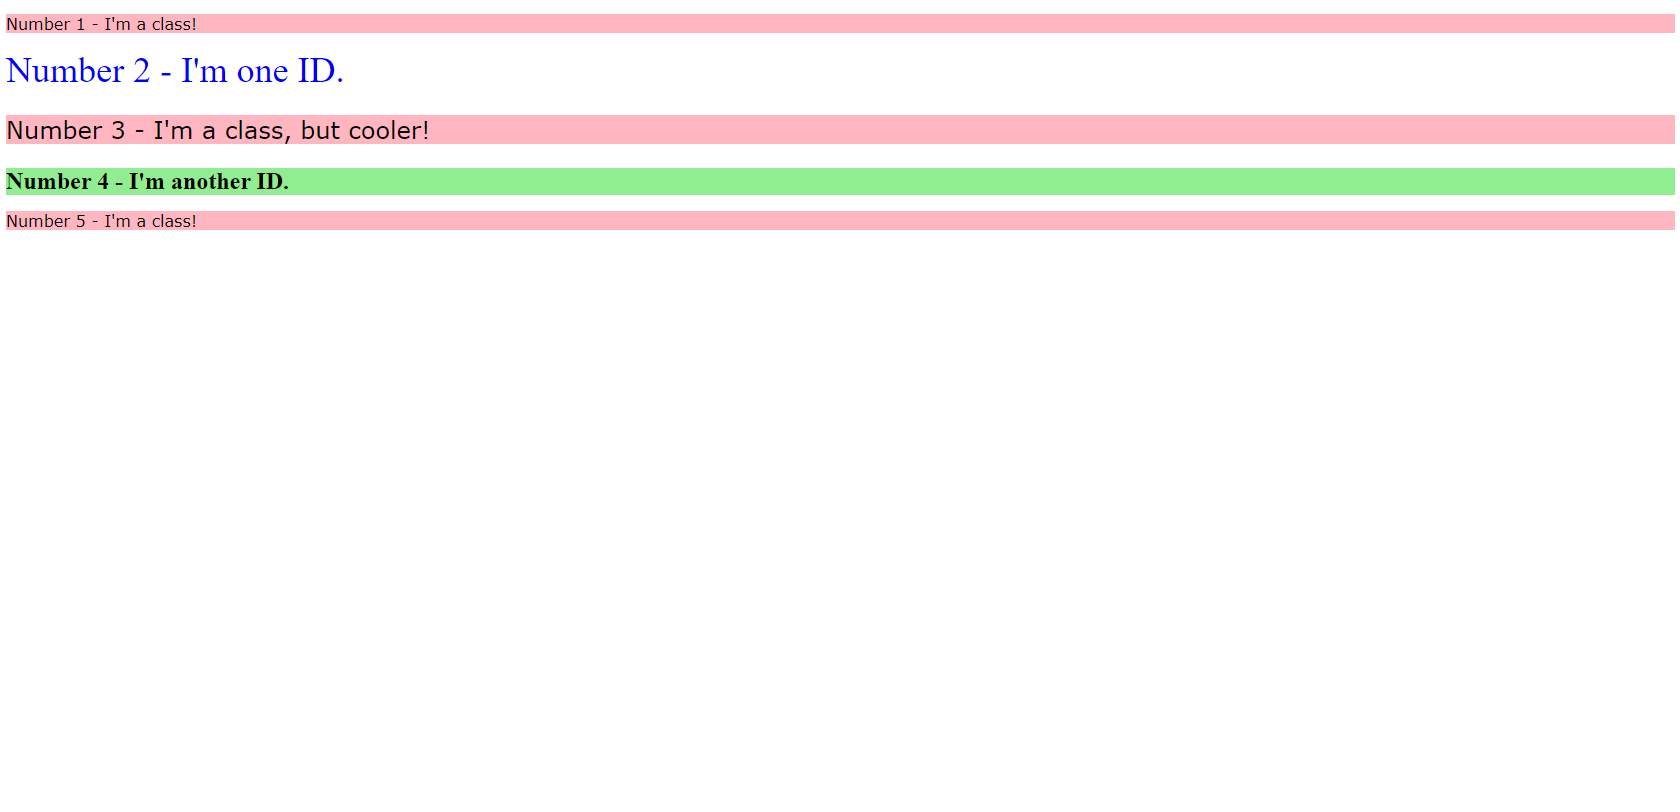 Number 1 - I'm a class!
Number 2 - I'm one ID.
Number 3 - I'm a class, but cooler!
Number 4 - I'm another ID.
Number 5 - I'm a class!